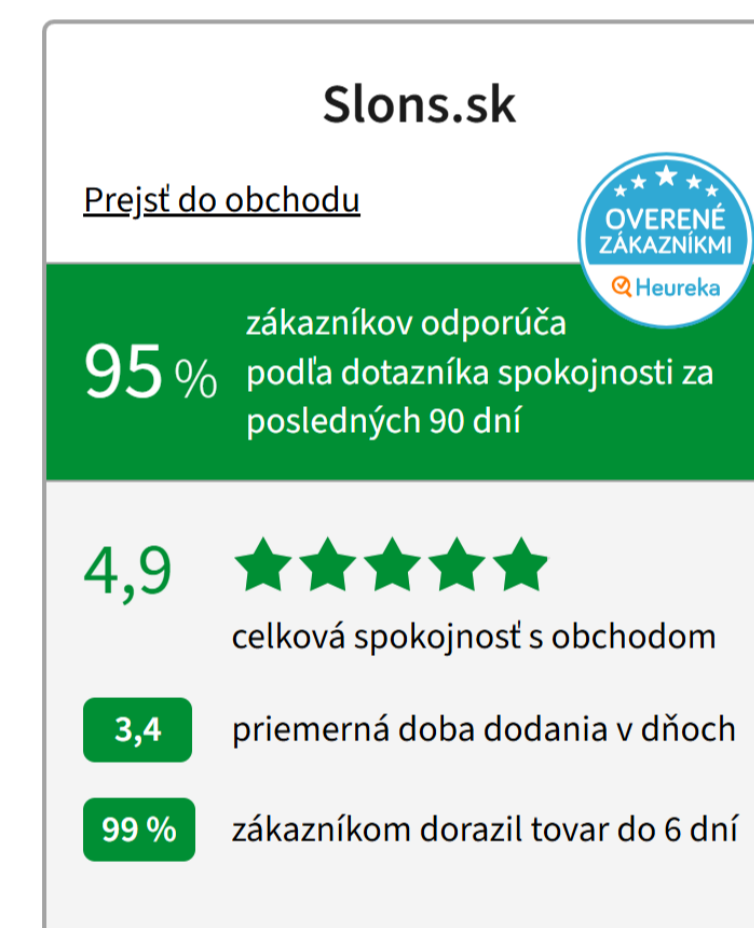 Slons.sk
Prejsť do obchodu
OVERENÉ
ZÁKAZNÍKMI
Heureka
95 %
zákazníkov odporúča
podľa dotazníka spokojnosti za
posledných 90 dní
4,9
celková spokojnosť s obchodom
3,4 priemerná doba dodania v dňoch
99 % zákazníkom dorazil tovar do 6 dní